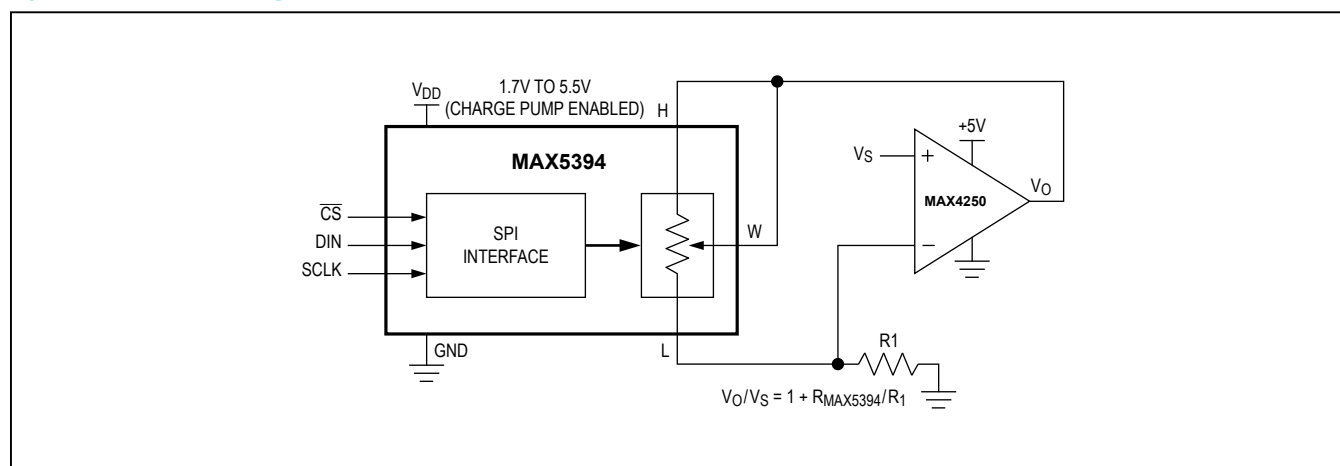 1.7V TO 5.5V
(CHARGE PUMP ENABLED)
VDD
H
MAX5394
+5V
VS
+
VO
MAX4250
CS
DIN
SCLK
SPI
INTERFACE
W
−
GND
L
R1
VO/VS = 1 + RMAX5394/R1